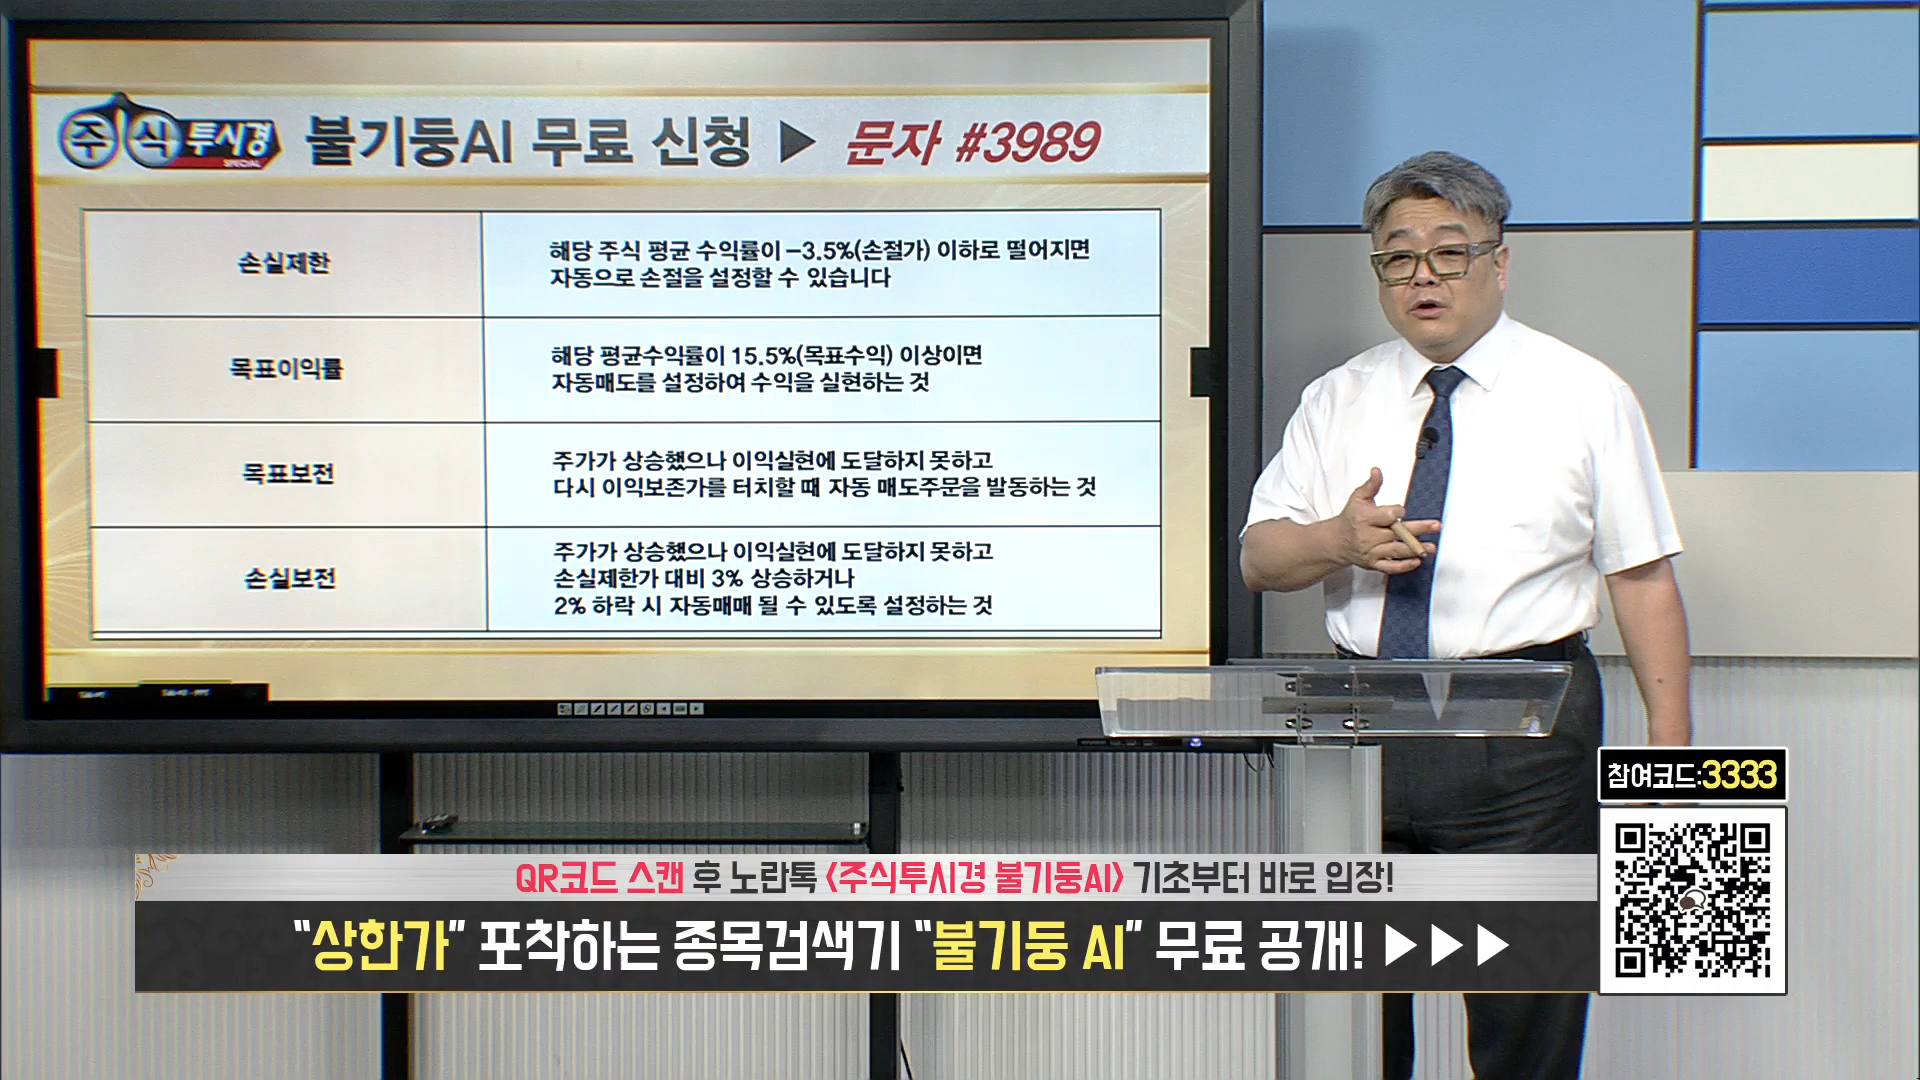 주식투시경 SPECIAL
불기둥AI 무료 신청 ▶ 문자 #3989
손실제한
해당 주식 평균 수익률이 -3.5%(손절가) 이하로 떨어지면
자동으로 손절을 설정할 수 있습니다
목표이익률
해당 평균수익률이 15.5%(목표수익) 이상이면
자동매도를 설정하여 수익을 실현하는 것
목표보전
주가가 상승했으나 이익실현에 도달하지 못하고
다시 이익보존가를 터치할 때 자동 매도주문을 발동하는 것
손실보전
주가가 상승했으나 이익실현에 도달하지 못하고
손실제한가 대비 3% 상승하거나
2% 하락 시 자동매매 될 수 있도록 설정하는 것
참여코드:3333
QR코드 스캔 후 노란톡 <주식투시경 불기둥AI> 기초부터 바로 입장!
"상한가" 포착하는 종목검색기 "불기둥 AI" 무료 공개! ▶▶▶